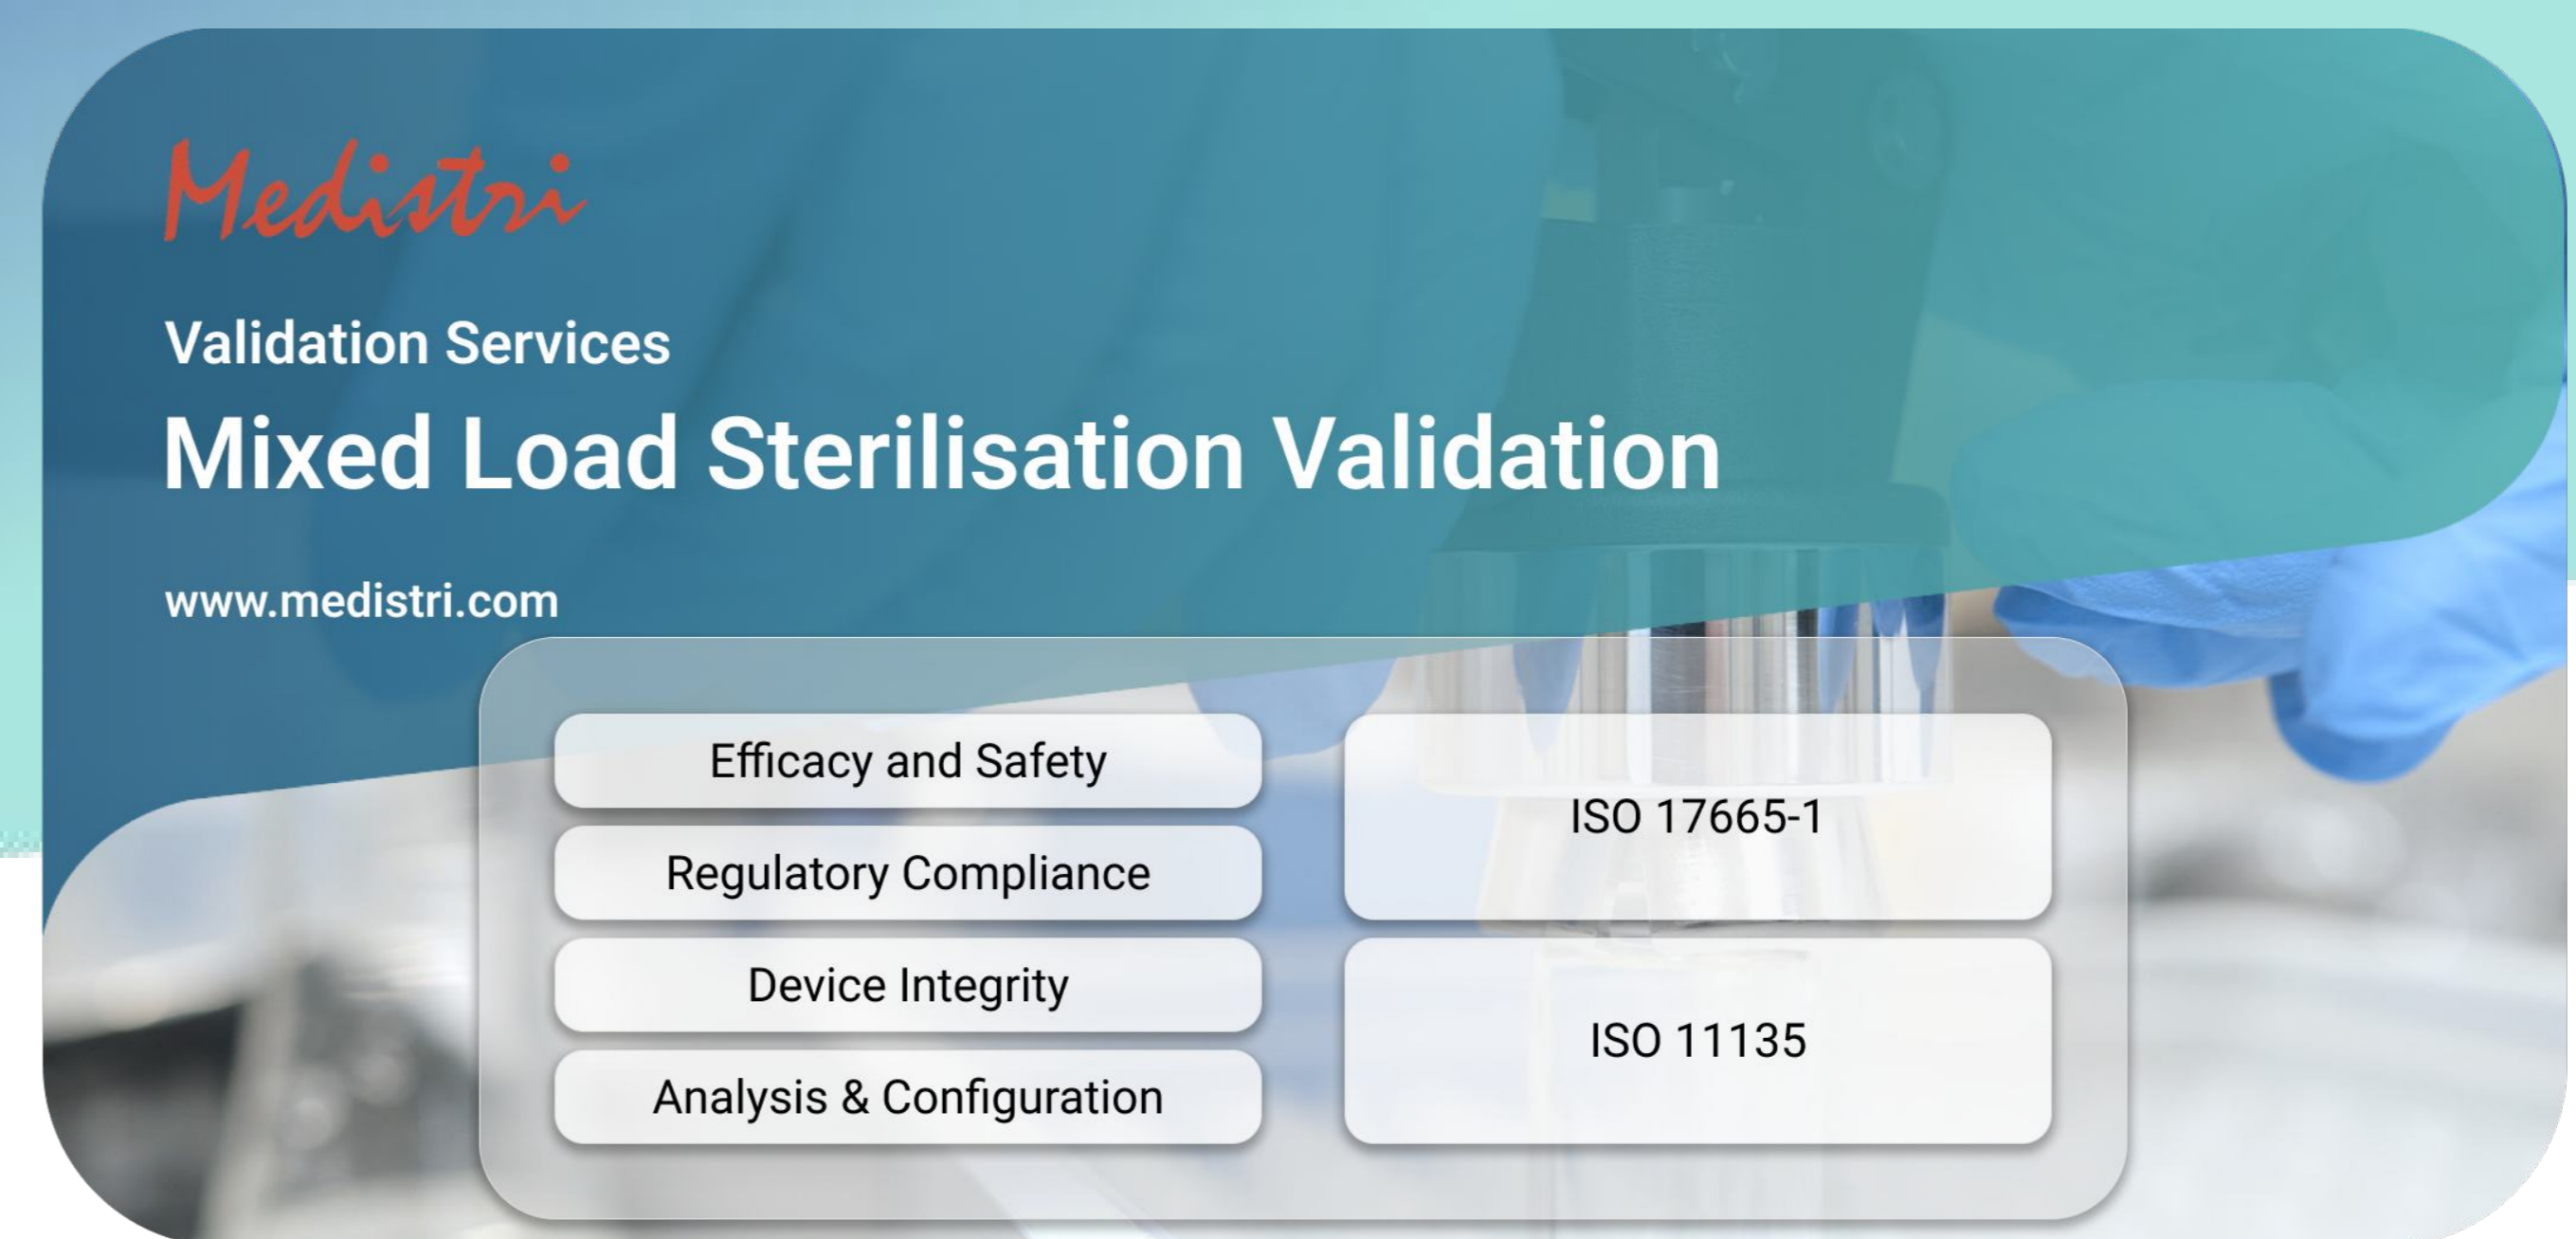 Medistri
Validation Services
Mixed Load Sterilisation Validation
www.medistri.com
Efficacy and Safety
Regulatory Compliance
Device Integrity
Analysis & Configuration
ISO 17665-1
ISO 11135